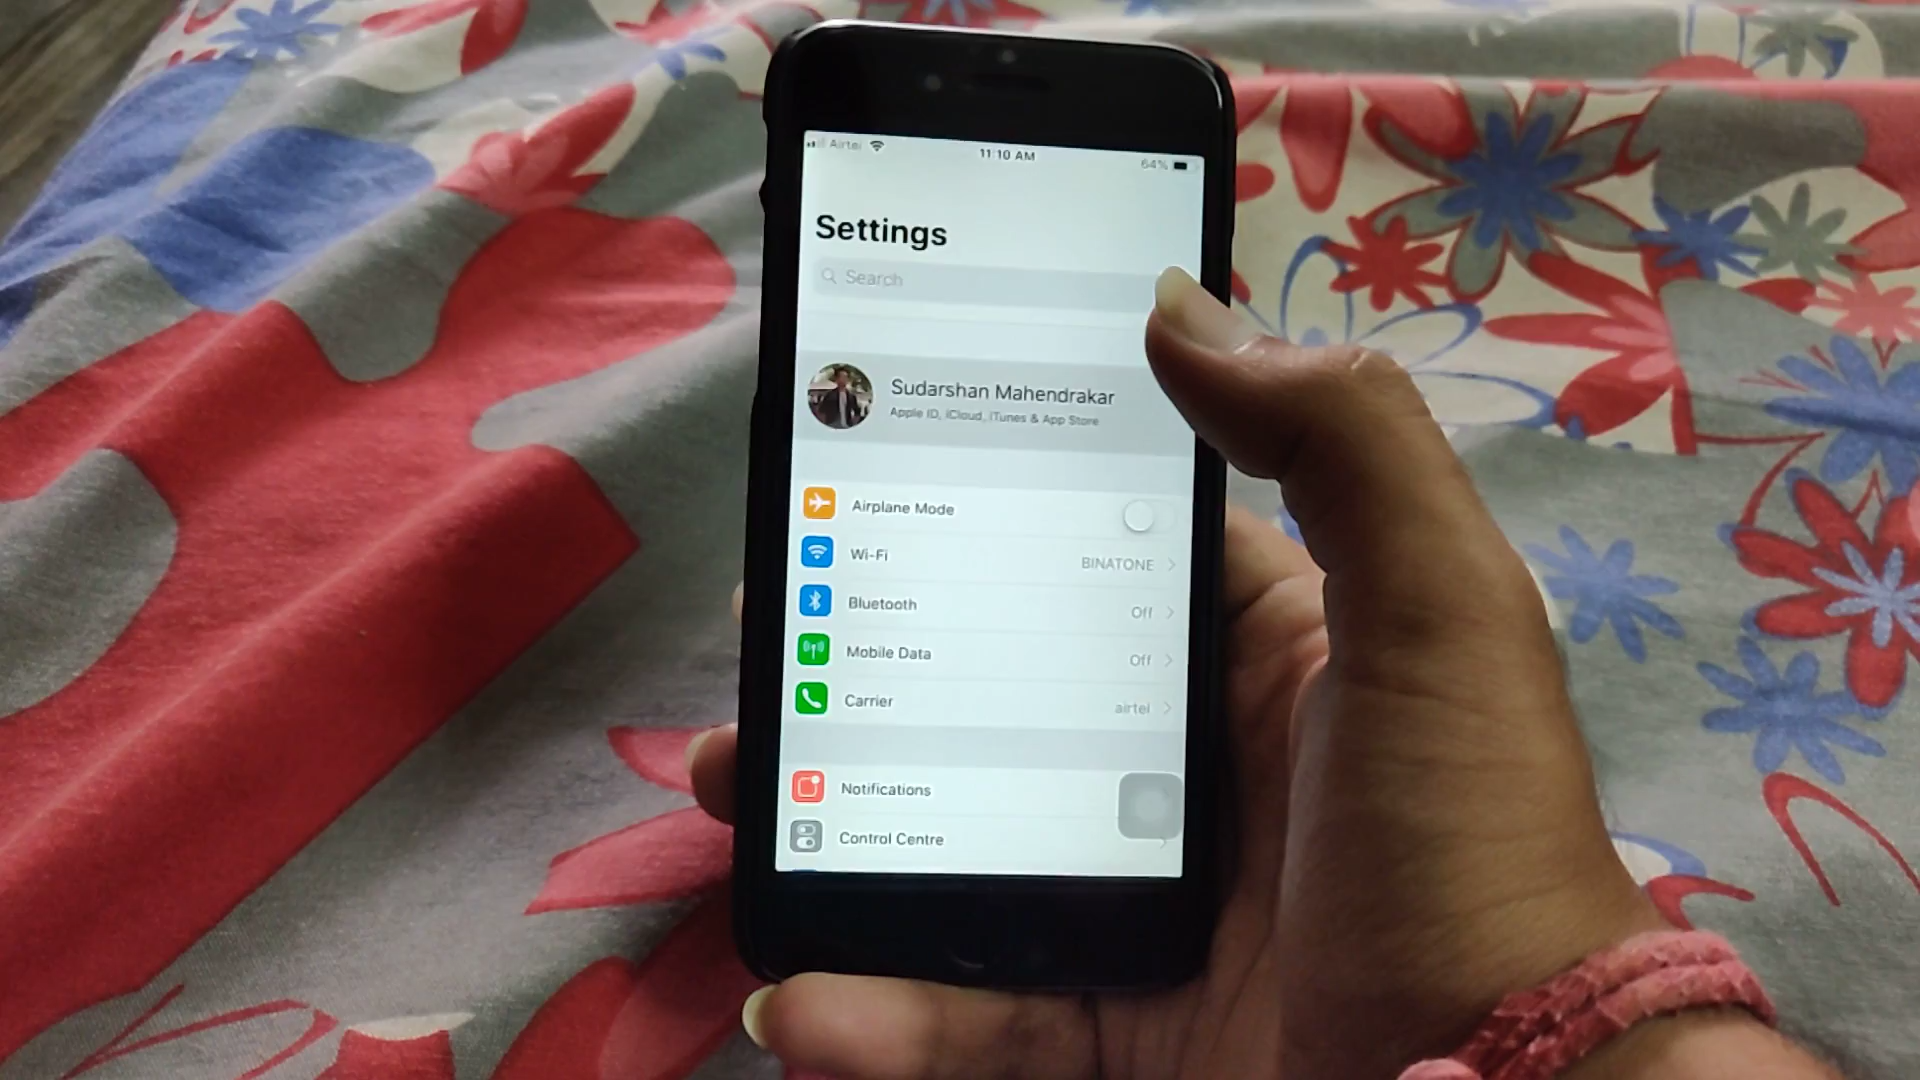 Airtel
11:10 AM
64%
Settings
Search
Sudarshan Mahendrakar
Apple ID, iCloud, iTunes & App Store
Airplane Mode
Wi-Fi BINATONE
Bluetooth Off
Mobile Data Off
Carrier airtel
Notifications
Control Centre